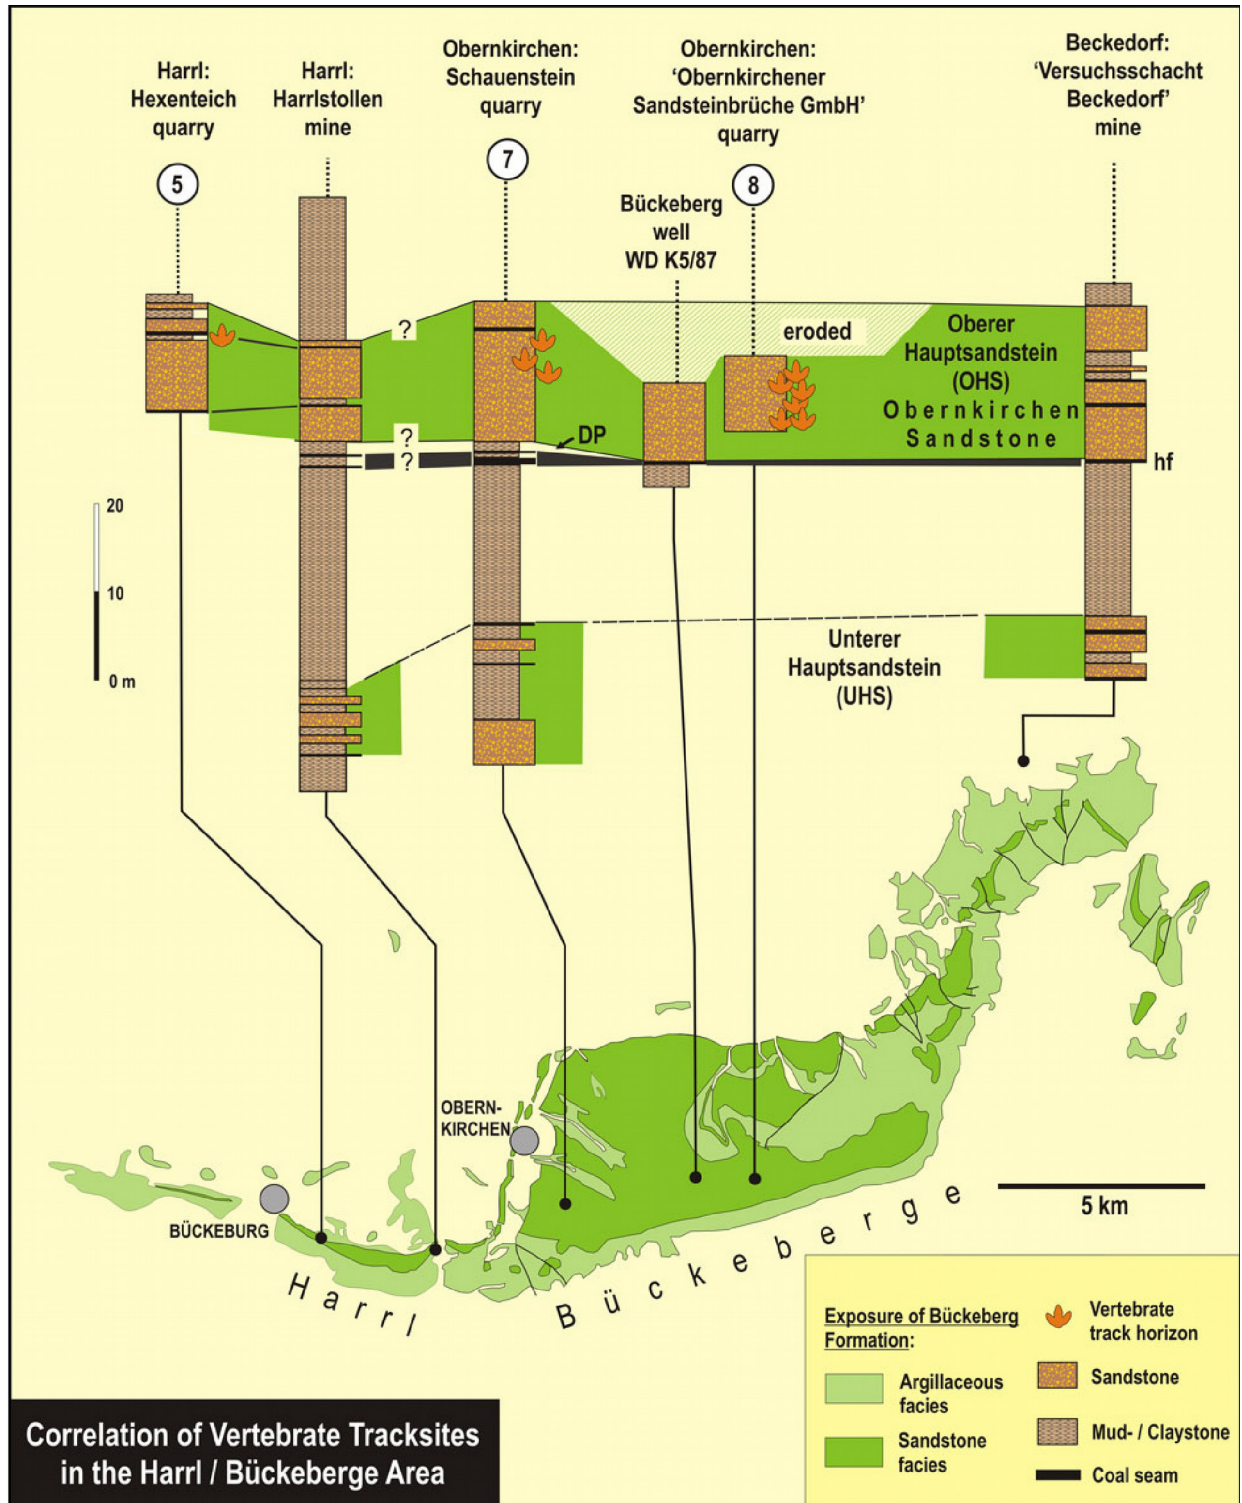 Harrl:
Hexenteich
quarry
5
Harrl:
Harrlstollen
mine
Obernkirchen:
Schauenstein
quarry
7
Obernkirchen:
‘Obernkirchener
Sandsteinbrüche GmbH’
quarry
8
Bückeberg
well
WD K5/87
Beckedorf:
‘Versuchsschacht
Beckedorf’
mine
?
eroded
Oberer
Hauptsandstein
(OHS)
Obernkirchen
Sandstone
?
?
DP
hf
20
10
0 m
Unterer
Hauptsandstein
(UHS)
OBERN-
KIRCHEN
BÜCKEBURG
Harrl
Bückeberge
5 km
Exposure of Bückeberg
Formation:
Argillaceous
facies
Sandstone
facies
Vertebrate
track horizon
Sandstone
Mud- / Claystone
Coal seam
Correlation of Vertebrate Tracksites
in the Harrl / Bückeberge Area